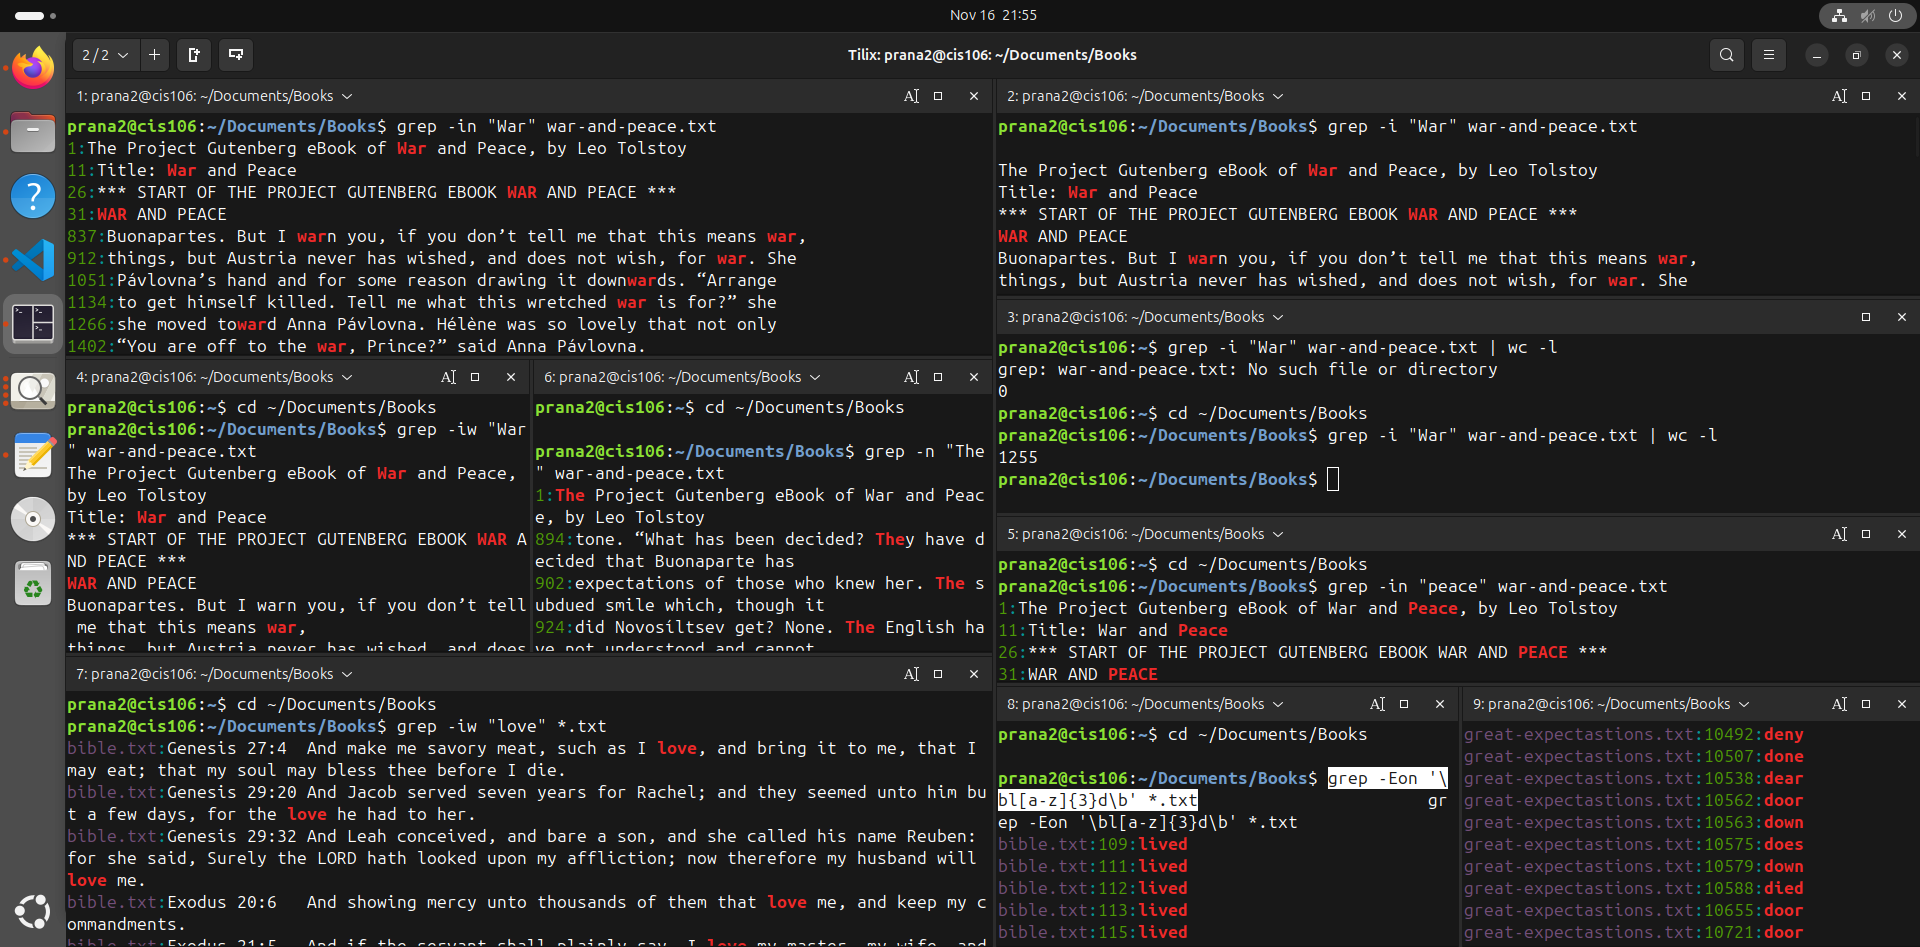 Nov 16 21:55
2 / 2
Tilix: prana2@cis106: ~/Documents/Books
1: prana2@cis106: ~/Documents/Books
prana2@cis106:~/Documents/Books$ grep -in "War" war-and-peace.txt
1:The Project Gutenberg eBook of War and Peace, by Leo Tolstoy
11:Title: War and Peace
26:*** START OF THE PROJECT GUTENBERG EBOOK WAR AND PEACE ***
31:WAR AND PEACE
837:Buonapartes. But I warn you, if you don’t tell me that this means war,
912:things, but Austria never has wished, and does not wish, for war. She
1051:Pávlovna’s hand and for some reason drawing it downwards. “Arrange
1134:to get himself killed. Tell me what this wretched war is for?” she
1266:she moved toward Anna Pávlovna. Hélène was so lovely that not only
1402:“You are off to the war, Prince?” said Anna Pávlovna.
2: prana2@cis106: ~/Documents/Books
prana2@cis106:~/Documents/Books$ grep -i "War" war-and-peace.txt
The Project Gutenberg eBook of War and Peace, by Leo Tolstoy
Title: War and Peace
*** START OF THE PROJECT GUTENBERG EBOOK WAR AND PEACE ***
WAR AND PEACE
Buonapartes. But I warn you, if you don’t tell me that this means war,
things, but Austria never has wished, and does not wish, for war. She
3: prana2@cis106: ~/Documents/Books
prana2@cis106:~$ grep -i "War" war-and-peace.txt | wc -l
grep: war-and-peace.txt: No such file or directory
0
prana2@cis106:~$ cd ~/Documents/Books
prana2@cis106:~/Documents/Books$ grep -i "War" war-and-peace.txt | wc -l
1255
prana2@cis106:~/Documents/Books$
4: prana2@cis106: ~/Documents/Books
prana2@cis106:~$ cd ~/Documents/Books
prana2@cis106:~/Documents/Books$ grep -iw "War
" war-and-peace.txt
The Project Gutenberg eBook of War and Peace,
by Leo Tolstoy
Title: War and Peace
*** START OF THE PROJECT GUTENBERG EBOOK WAR A
ND PEACE ***
WAR AND PEACE
Buonapartes. But I warn you, if you don’t tell
me that this means war,
things, but Austria never has wished, and does
6: prana2@cis106: ~/Documents/Books
prana2@cis106:~$ cd ~/Documents/Books
prana2@cis106:~/Documents/Books$ grep -n "The
" war-and-peace.txt
1:The Project Gutenberg eBook of War and Peac
e, by Leo Tolstoy
894:tone. “What has been decided? They have d
ecided that Buonaparte has
902:expectations of those who knew her. The s
ubdued smile which, though it
924:did Novosiltsev get? None. The English ha
ve not understood and cannot
5: prana2@cis106: ~/Documents/Books
prana2@cis106:~$ cd ~/Documents/Books
prana2@cis106:~/Documents/Books$ grep -in "peace" war-and-peace.txt
1:The Project Gutenberg eBook of War and Peace, by Leo Tolstoy
11:Title: War and Peace
26:*** START OF THE PROJECT GUTENBERG EBOOK WAR AND PEACE ***
31:WAR AND PEACE
7: prana2@cis106: ~/Documents/Books
prana2@cis106:~$ cd ~/Documents/Books
prana2@cis106:~/Documents/Books$ grep -iw "love" *.txt
bible.txt:Genesis 27:4 And make me savory meat, such as I love, and bring it to me, that I
may eat; that my soul may bless thee before I die.
bible.txt:Genesis 29:20 And Jacob served seven years for Rachel; and they seemed unto him bu
t a few days, for the love he had to her.
bible.txt:Genesis 29:32 And Leah conceived, and bare a son, and she called his name Reuben:
for she said, Surely the LORD hath looked upon my affliction; now therefore my husband will
love me.
bible.txt:Exodus 20:6 And showing mercy unto thousands of them that love me, and keep my c
ommandments.
bible.txt:Exodus 21:5 And if the servant shall plainly say, I love my master, my wife, and
8: prana2@cis106: ~/Documents/Books
prana2@cis106:~$ cd ~/Documents/Books
prana2@cis106:~/Documents/Books$ grep -Eon '\
bl[a-z]{3}d\b' *.txt gr
ep -Eon '\bl[a-z]{3}d\b' *.txt
bible.txt:109:lived
bible.txt:111:lived
bible.txt:112:lived
bible.txt:113:lived
bible.txt:115:lived
9: prana2@cis106: ~/Documents/Books
great-expectastions.txt:10492:deny
great-expectastions.txt:10507:done
great-expectastions.txt:10538:dear
great-expectastions.txt:10562:door
great-expectastions.txt:10563:down
great-expectastions.txt:10575:does
great-expectastions.txt:10579:down
great-expectastions.txt:10588:died
great-expectastions.txt:10655:door
great-expectastions.txt:10721:door